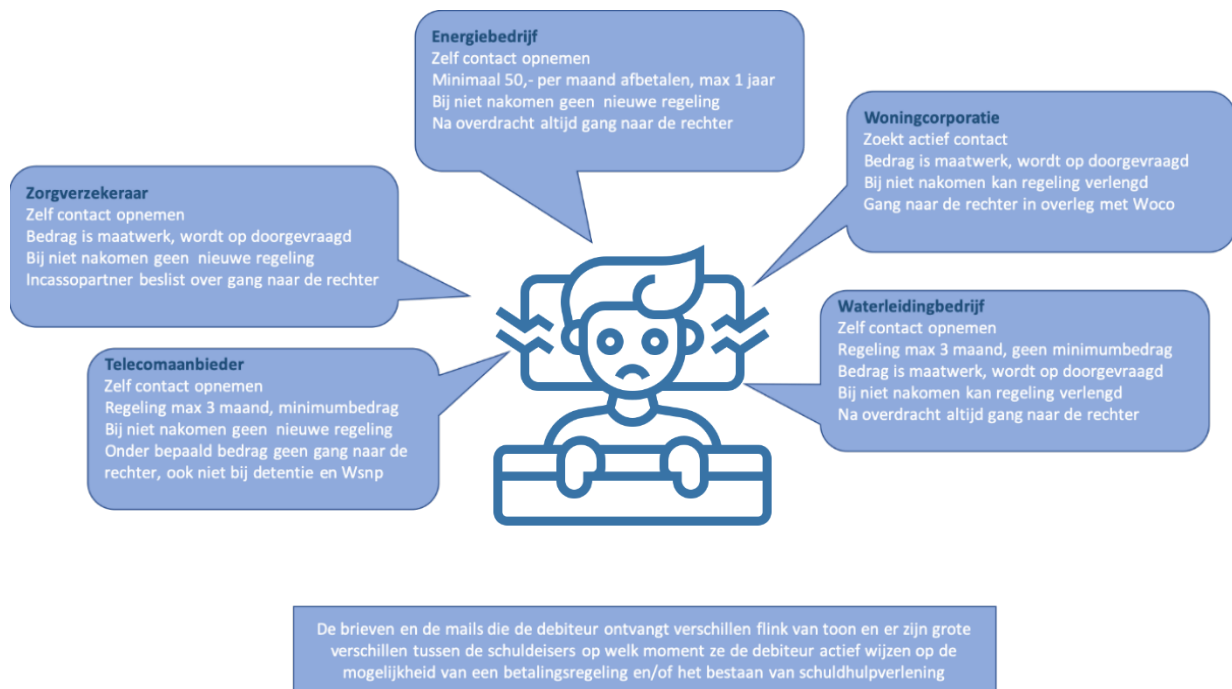 Energiebedrijf
Zelf contact opnemen
Minimaal 50,- per maand afbetalen, max 1 jaar
Bij niet nakomen geen nieuwe regeling
Na overdracht altijd gang naar de rechter
Woningcorporatie
Zoekt actief contact
Bedrag is maatwerk, wordt op doorgevraagd
Bij niet nakomen kan regeling verlengd
Gang naar de rechter in overleg met Woco
Zorgverzekeraar
Zelf contact opnemen
Bedrag is maatwerk, wordt op doorgevraagd
Bij niet nakomen geen nieuwe regeling
Incassopartner beslist over gang naar de rechter
Waterleidingbedrijf
Zelf contact opnemen
Regeling max 3 maand, geen minimumbedrag
Bedrag is maatwerk, wordt op doorgevraagd
Bij niet nakomen kan regeling verlengd
Na overdracht altijd gang naar de rechter
Telecomaanbieder
Zelf contact opnemen
Regeling max 3 maand, minimumbedrag
Bij niet nakomen geen nieuwe regeling
Onder bepaald bedrag geen gang naar de
rechter, ook niet bij detentie en Wsnp
De brieven en de mails die de debiteur ontvangt verschillen flink van toon en er zijn grote
verschillen tussen de schuldeisers op welk moment ze de debiteur actief wijzen op de
mogelijkheid van een betalingsregeling en/of het bestaan van schuldhulpverlening